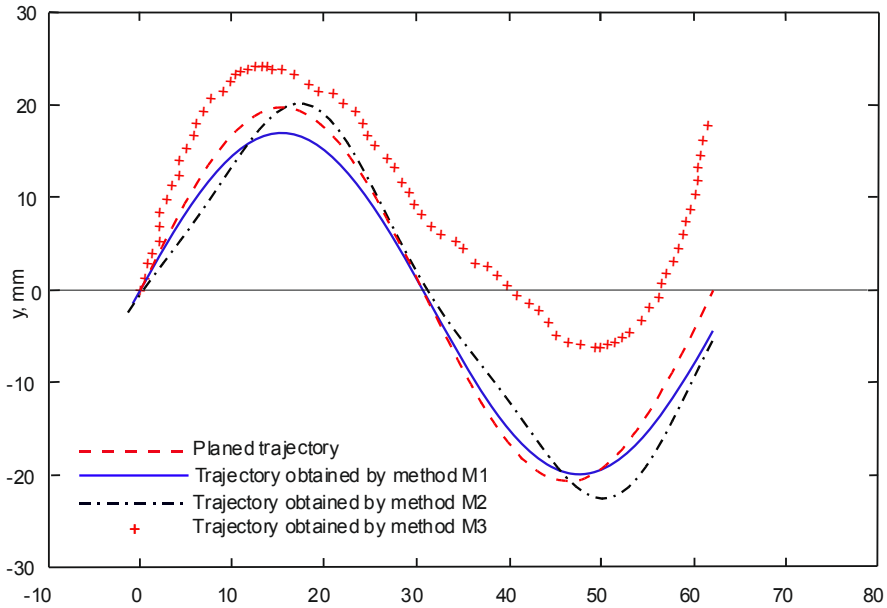 30
20
10
0
-10
-20
-30
y, mm
Planed trajectory
Trajectory obtained by method M1
Trajectory obtained by method M2
Trajectory obtained by method M3
-10 0 10 20 30 40 50 60 70 80